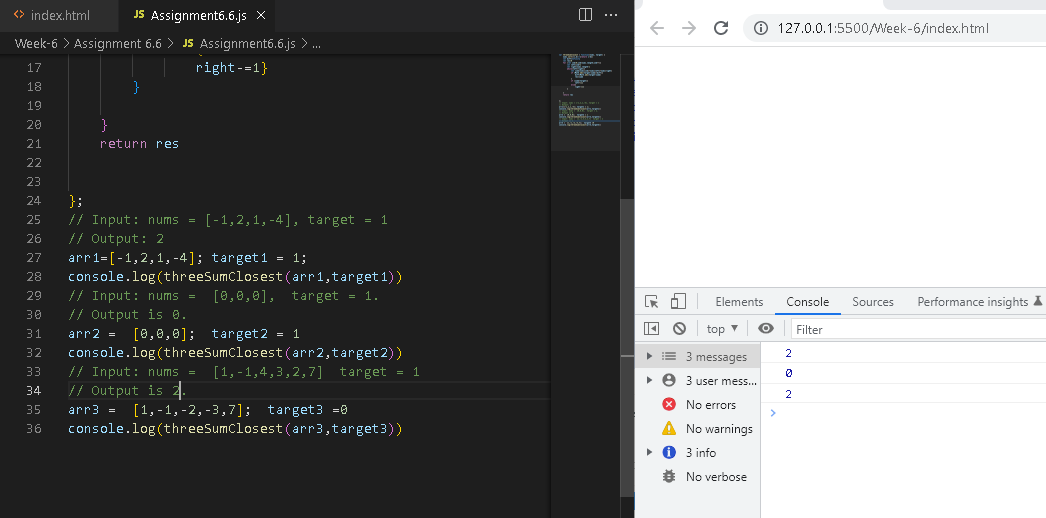 index.html
JS Assignment6.6.js ×
Week-6 > Assignment 6.6 > JS Assignment6.6.js > ...
17 right-=1}
18 }
19
20 }
21 return res
22
23
24 };
25 // Input: nums = [-1,2,1,-4], target = 1
26 // Output: 2
27 arr1=[-1,2,1,-4]; target1 = 1;
28 console.log(threeSumClosest(arr1,target1))
29 // Input: nums =  [0,0,0],  target = 1.
30 // Output is 0.
31 arr2 =  [0,0,0];  target2 = 1
32 console.log(threeSumClosest(arr2,target2))
33 // Input: nums =  [1,-1,4,3,2,7]  target = 1
34 // Output is 2.
35 arr3 =  [1,-1,-2,-3,7];  target3 =0
36 console.log(threeSumClosest(arr3,target3))
127.0.0.1:5500/Week-6/index.html
Elements Console Sources Performance insights
top Filter
3 messages
3 user mess...
No errors
No warnings
3 info
No verbose
2
0
2